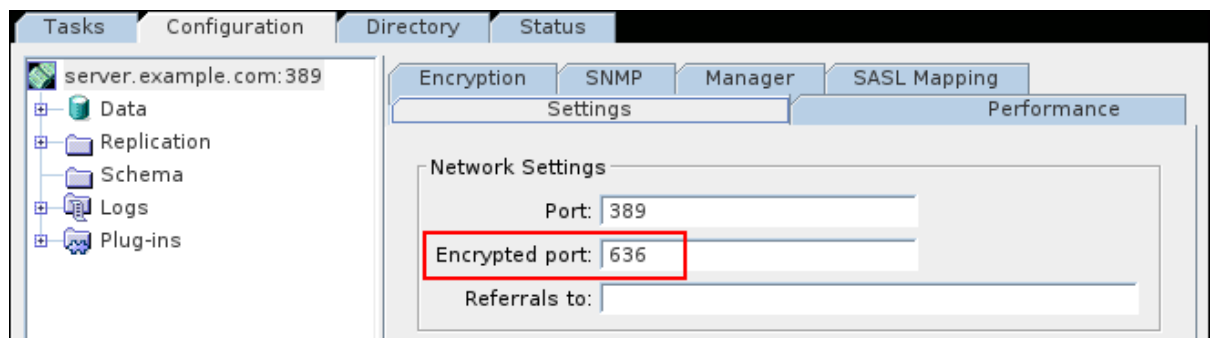 Tasks Configuration Directory Status
server.example.com:389
Data
Replication
Schema
Logs
Plug-ins
Encryption SNMP Manager SASL Mapping
Settings Performance
Network Settings
Port: 389
Encrypted port: 636
Referrals to: